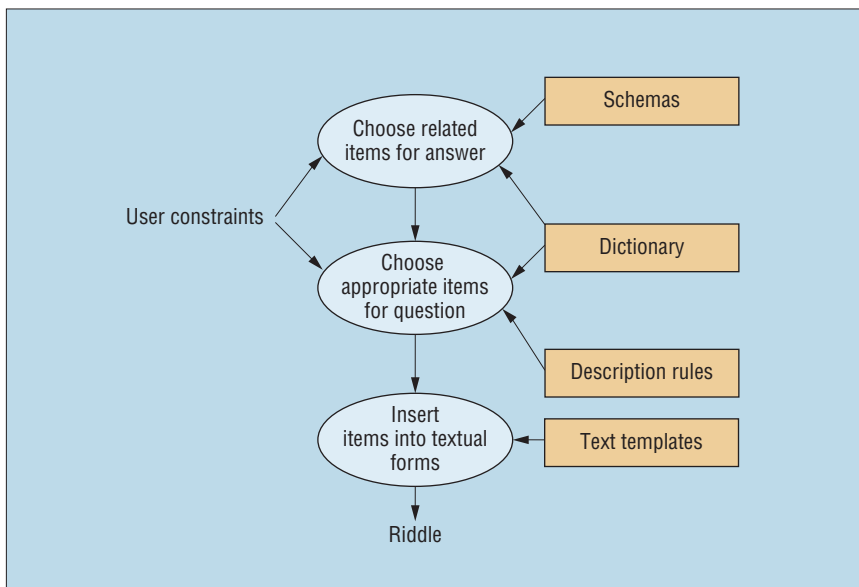 Schemas
Choose related
items for answer
User constraints
Dictionary
Choose
appropriate items
for question
Description rules
Insert
items into textual
forms
Text templates
Riddle